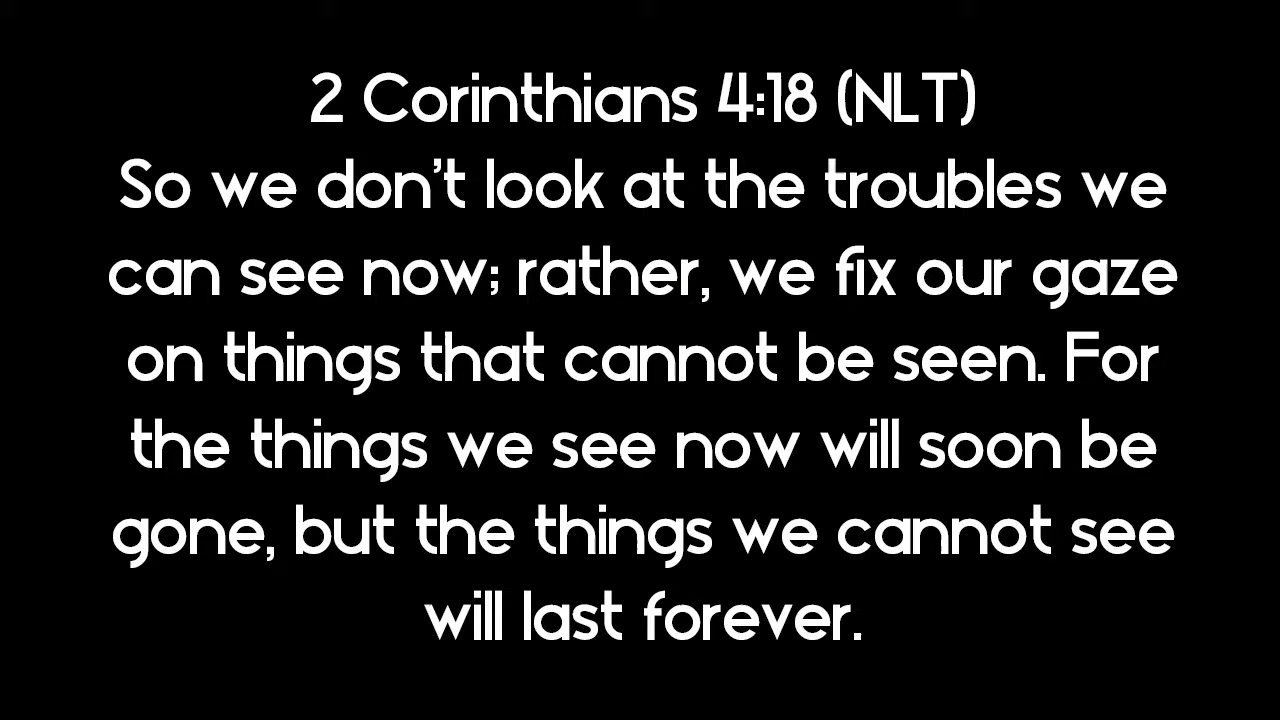 2 Corinthians 4:18 (NLT)
So we don't look at the troubles we
can see now; rather, we fix our gaze
on things that cannot be seen. For
the things we see now will soon be
gone, but the things we cannot see
will last forever.